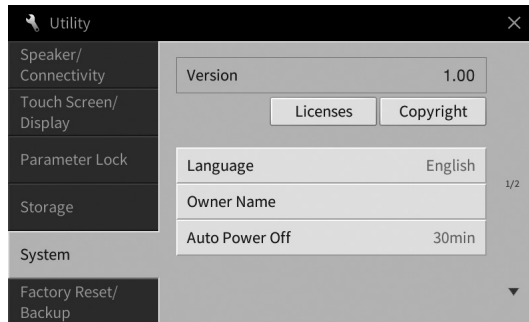 Utility
Speaker/
Connectivity
Touch Screen/
Display
Parameter Lock
Storage
System
Factory Reset/
Backup
Version 1.00
Licenses Copyright
Language English
Owner Name
Auto Power Off 30min
1/2